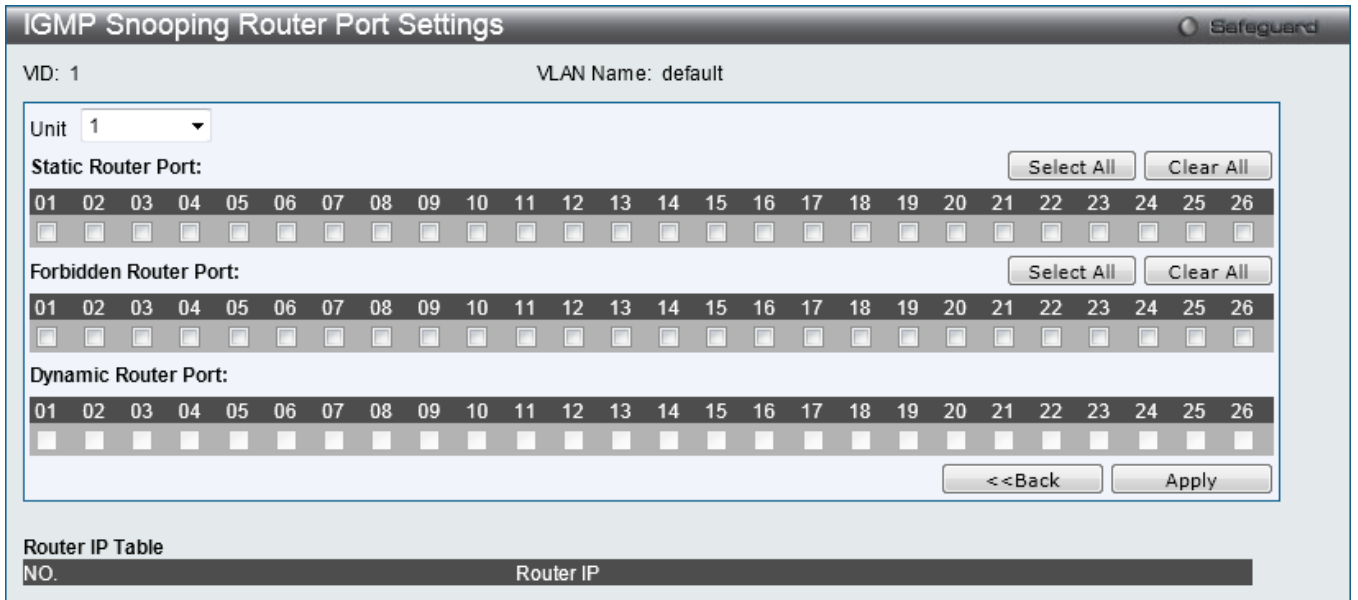 IGMP Snooping Router Port Settings Safeguard
VID: 1 VLAN Name: default
Unit 1
Static Router Port: Select All Clear All
01 02 03 04 05 06 07 08 09 10 11 12 13 14 15 16 17 18 19 20 21 22 23 24 25 26
Forbidden Router Port: Select All Clear All
01 02 03 04 05 06 07 08 09 10 11 12 13 14 15 16 17 18 19 20 21 22 23 24 25 26
Dynamic Router Port:
01 02 03 04 05 06 07 08 09 10 11 12 13 14 15 16 17 18 19 20 21 22 23 24 25 26
<<Back Apply
Router IP Table
NO. Router IP